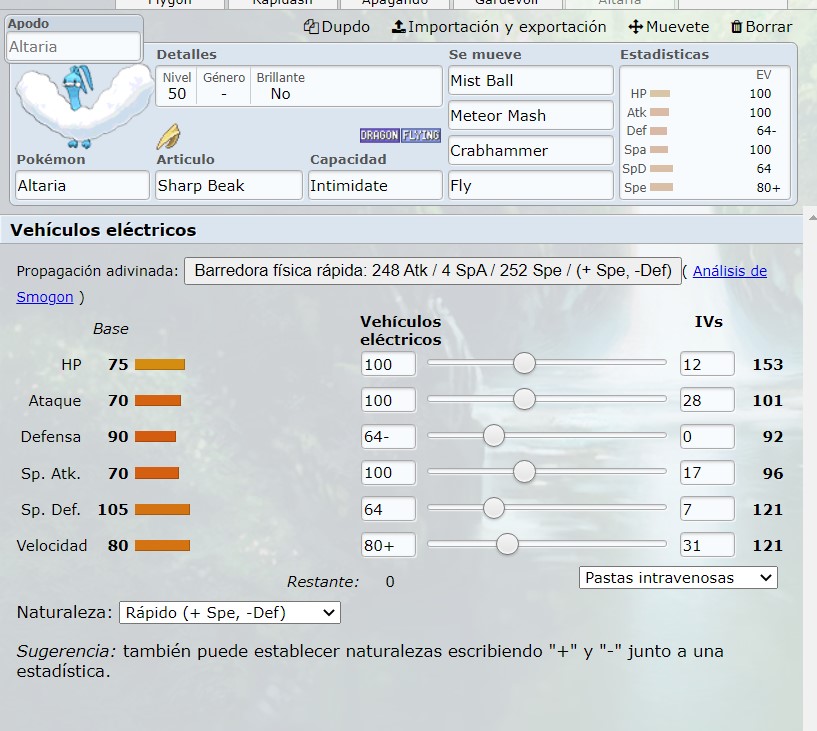 Flygon Rapidash Apagando Gardevoir Altaria
Apodo
Altaria
Dupdo Importación y exportación Muevete Borrar
Detalles
Nivel Género Brillante
50 - No
DRAGON FLYING
Pokémon Articulo Capacidad
Altaria Sharp Beak Intimidate
Se mueve
Mist Ball
Meteor Mash
Crabhammer
Fly
Estadisticas
EV
HP 100
Atk 100
Def 64-
Spa 100
SpD 64
Spe 80+
Vehículos eléctricos
Propagación adivinada: Barredora física rápida: 248 Atk / 4 SpA / 252 Spe / (+ Spe, -Def) ( Análisis de
Smogon )
Base Vehículos eléctricos IVs
HP 75 100 12 153
Ataque 70 100 28 101
Defensa 90 64- 0 92
Sp. Atk. 70 100 17 96
Sp. Def. 105 64 7 121
Velocidad 80 80+ 31 121
Restante: 0 Pastas intravenosas
Naturaleza: Rápido (+ Spe, -Def)
Sugerencia: también puede establecer naturalezas escribiendo "+" y "-" junto a una
estadística.